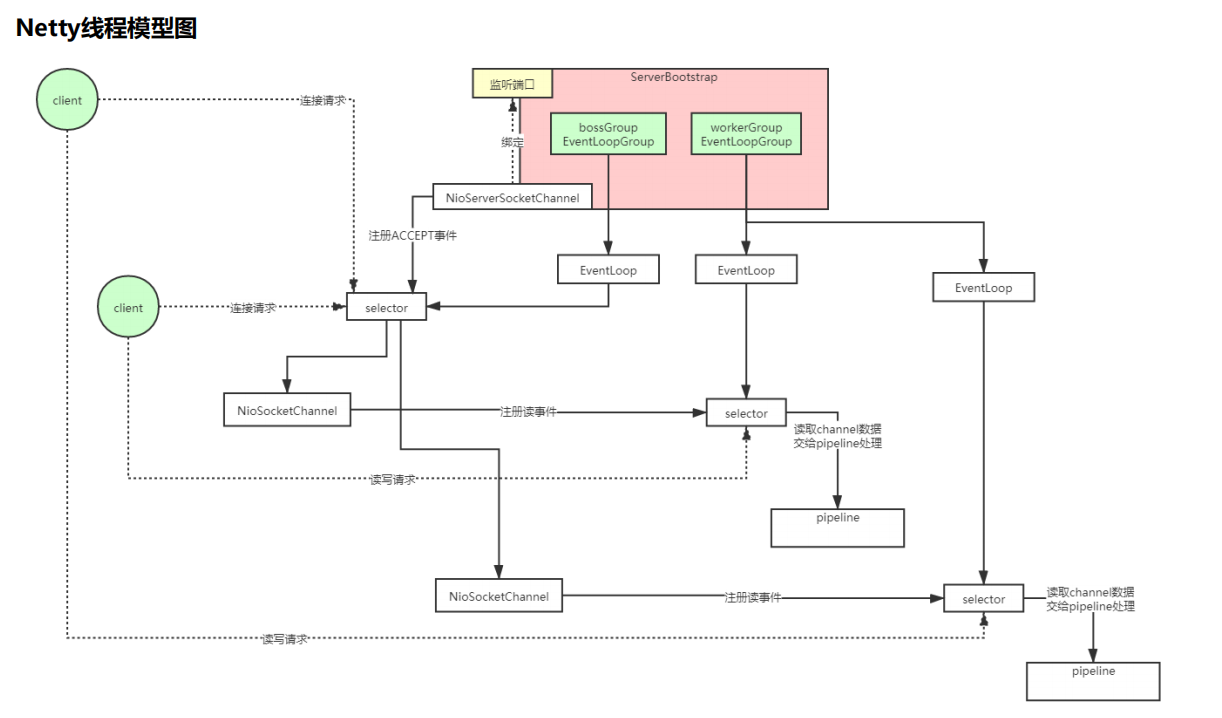 Netty线程模型图
ServerBootstrap
监听端口
client
连接请求
bossGroup
EventLoopGroup
workerGroup
EventLoopGroup
绑定
NioServerSocketChannel
注册ACCEPT事件
EventLoop
EventLoop
EventLoop
client
连接请求
selector
NioSocketChannel
注册读事件
selector
读取channel数据
交给pipeline处理
读写请求
pipeline
NioSocketChannel
注册读事件
selector
读取channel数据
交给pipeline处理
读写请求
pipeline